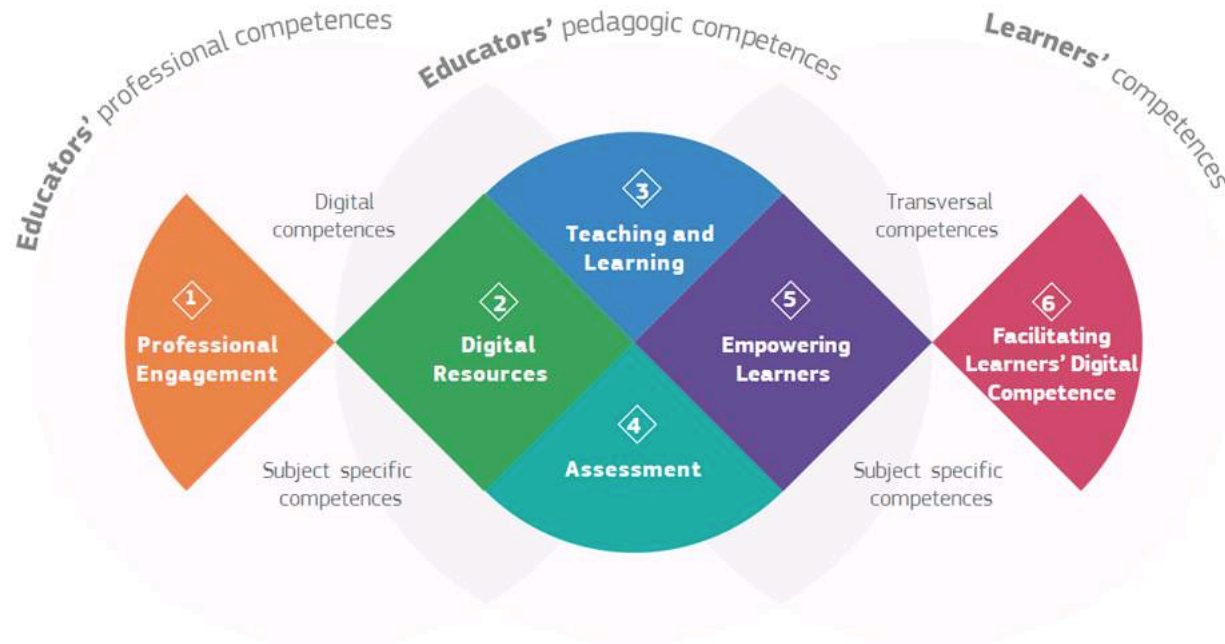 Educators' professional competences
Educators' pedagogic competences
Learners' competences
Digital
competences
Transversal
competences
1
Professional
Engagement
2
Digital
Resources
3
Teaching and
Learning
4
Assessment
5
Empowering
Learners
6
Facilitating
Learners' Digital
Competence
Subject specific
competences
Subject specific
competences